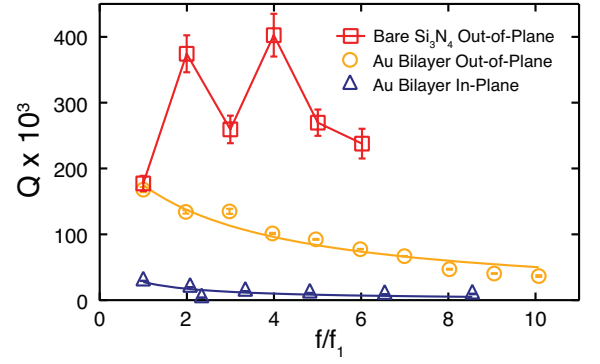 Q x 10³
400
300
200
100
0
Bare Si₃N₄ Out-of-Plane
Au Bilayer Out-of-Plane
Au Bilayer In-Plane
0 2 4 6 8 10
f/f₁